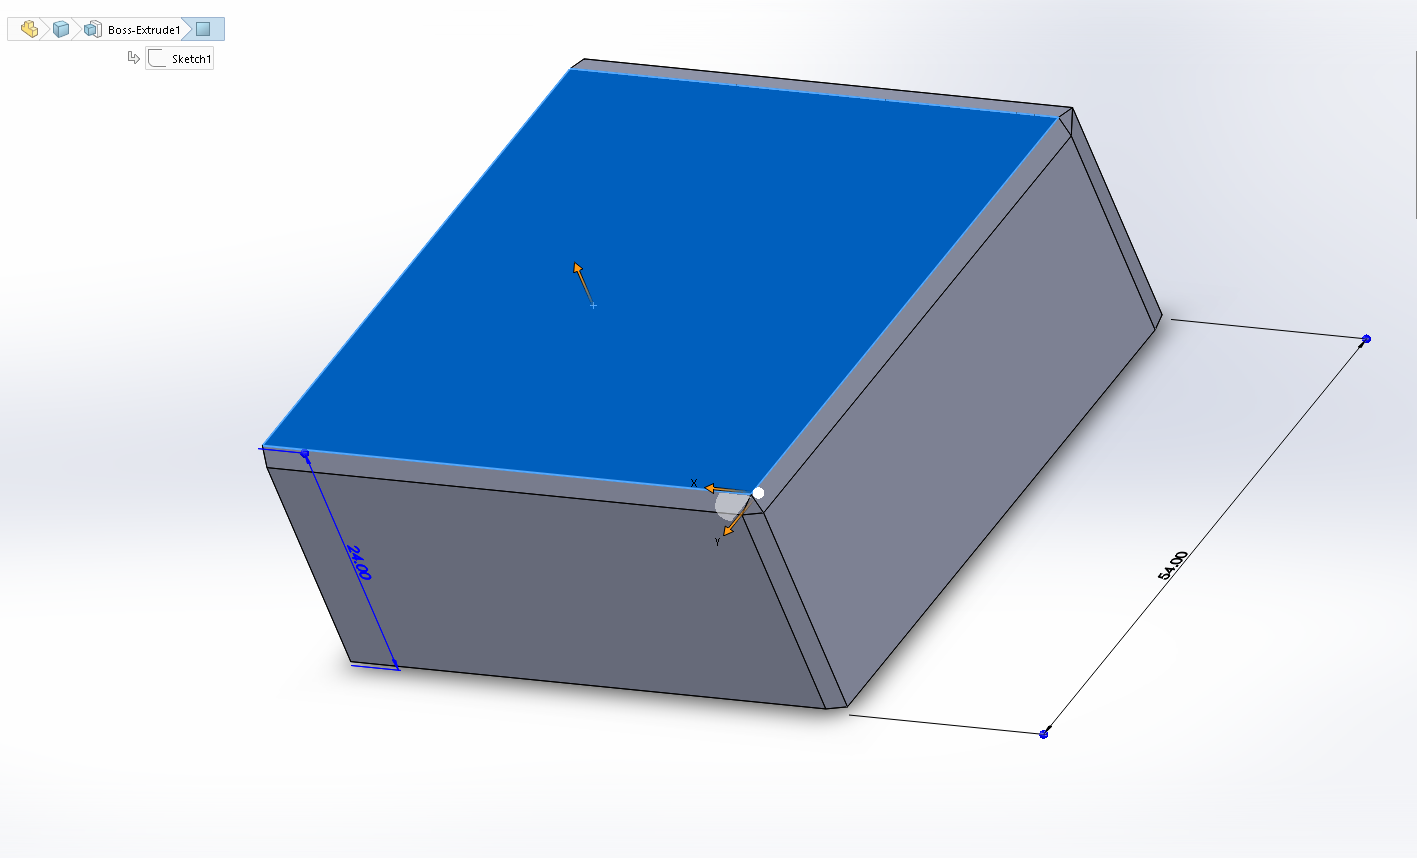 Boss-Extrude1
Sketch1
X
Y
24.00
54.00